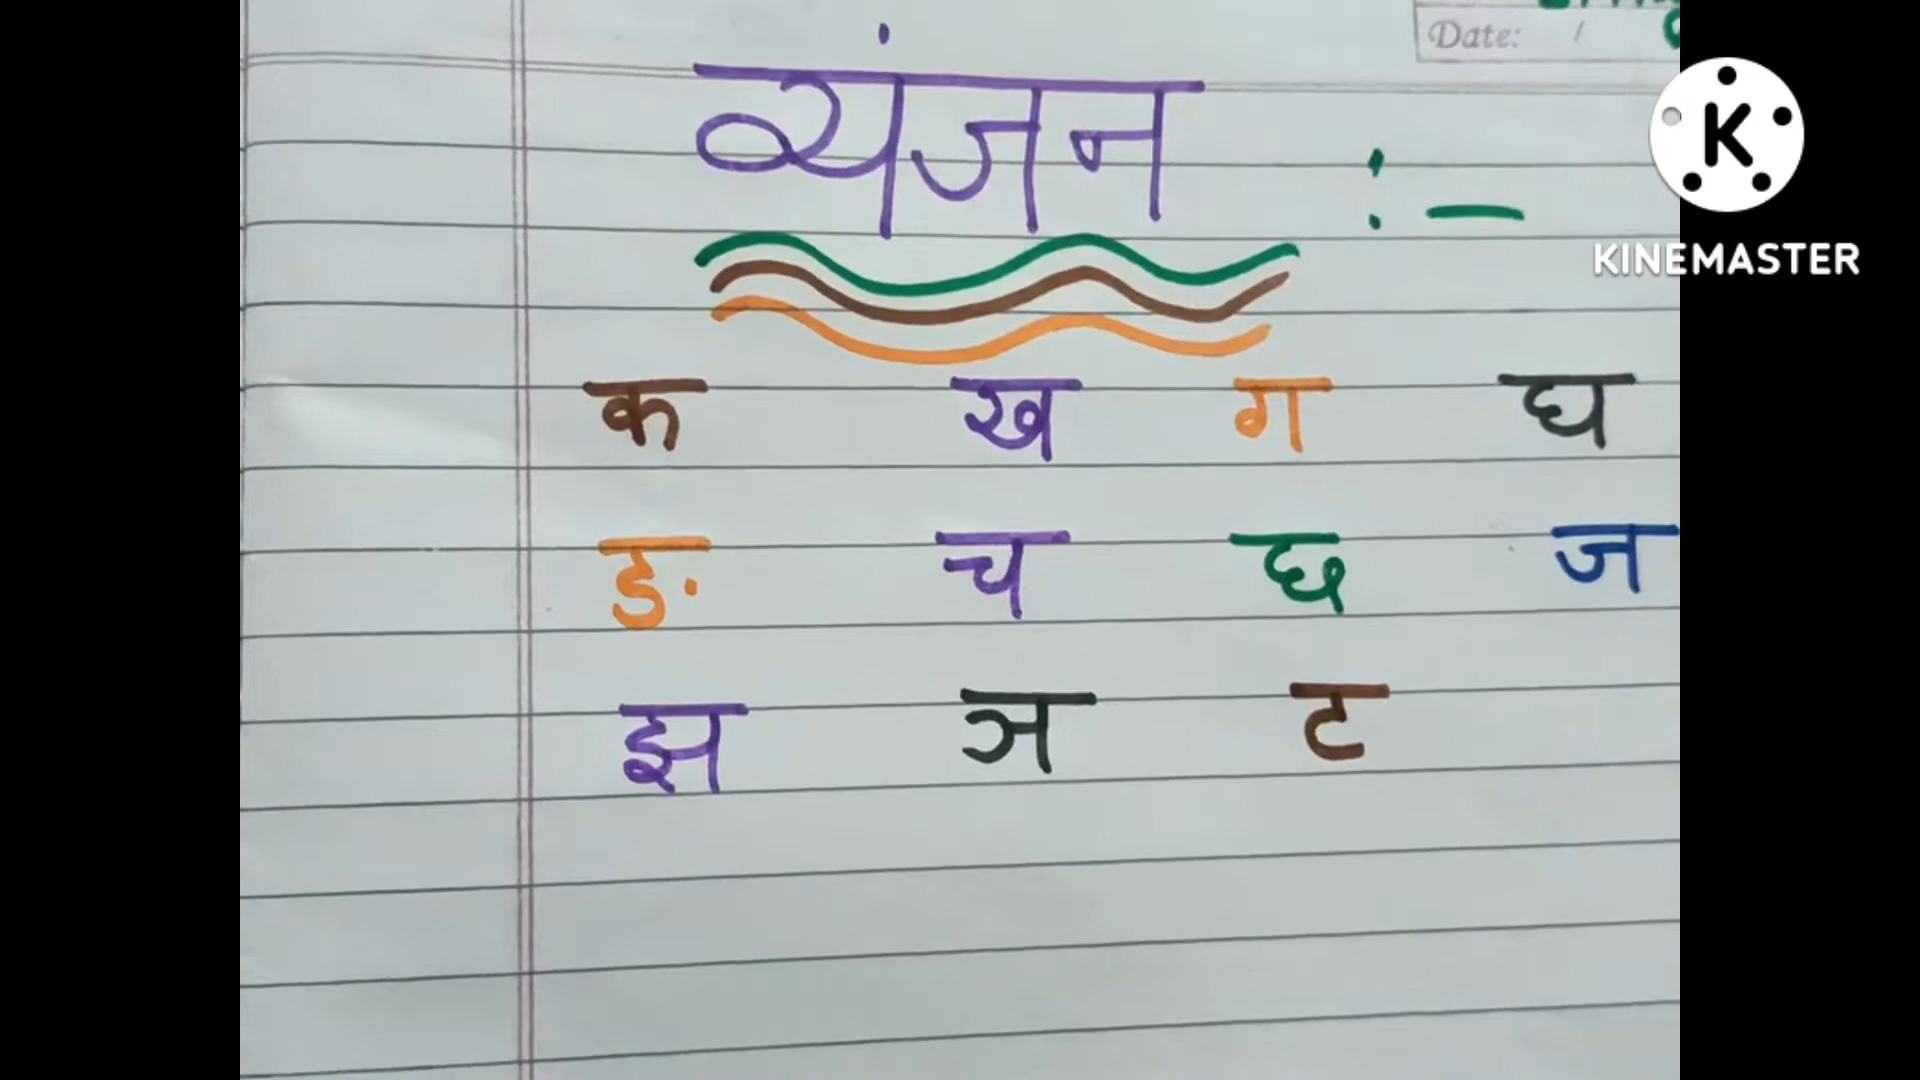 Date: /
व्यंजन :-
K
KINEMASTER
क ख ग घ
ङ च छ ज
झ ञ ट